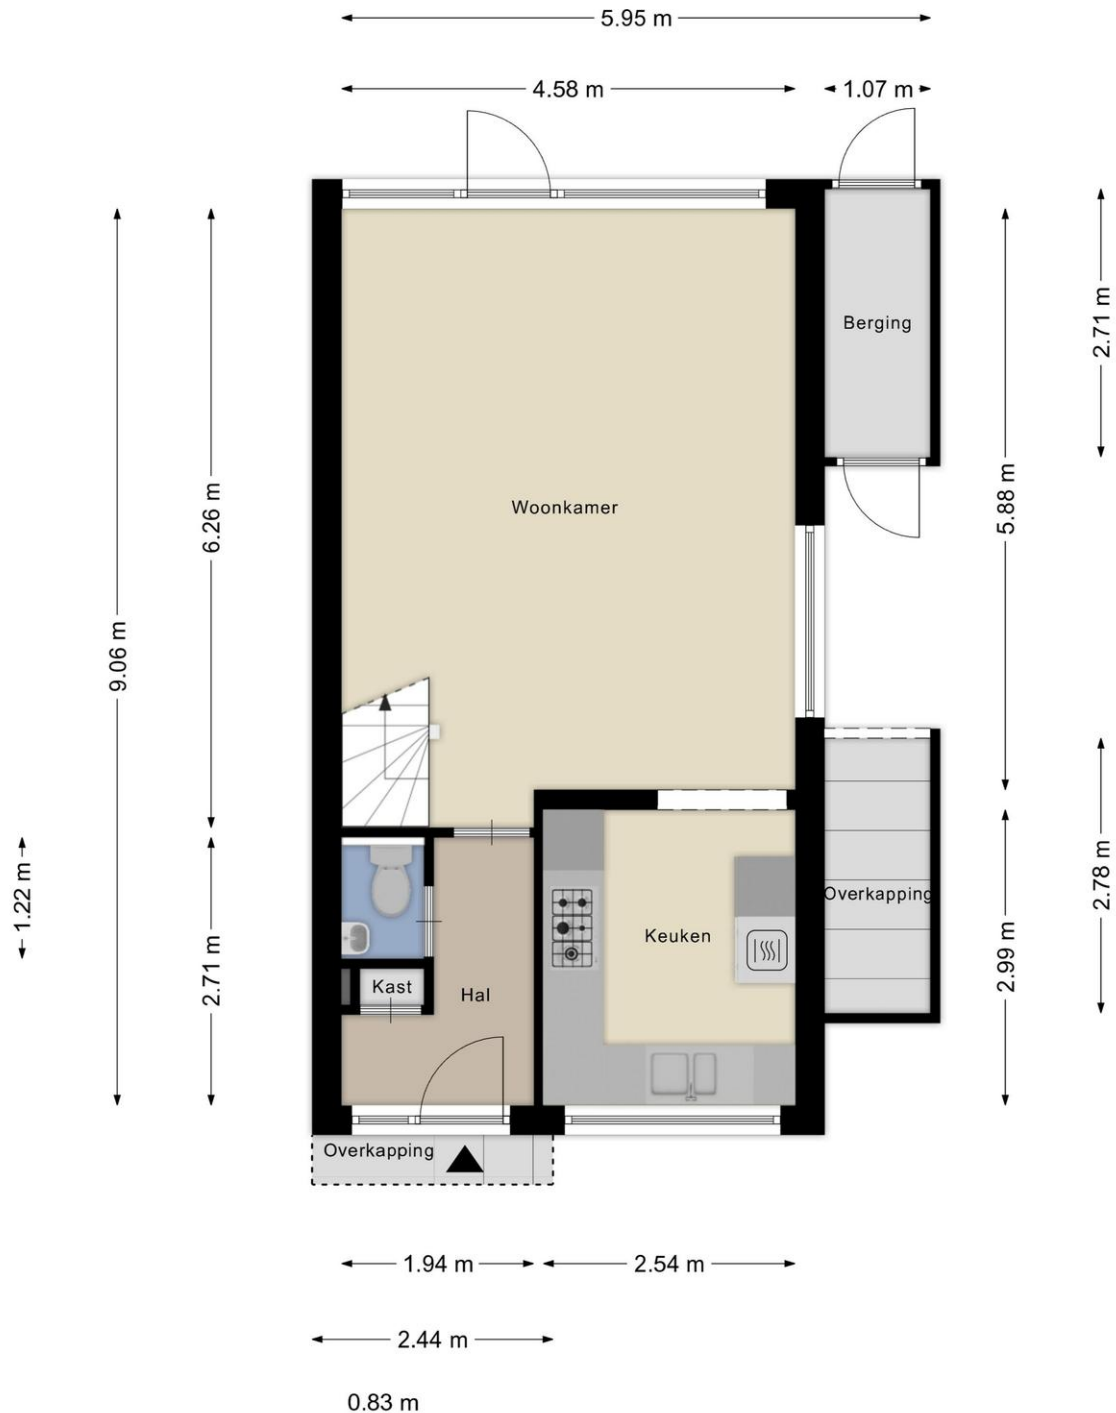 5.95 m
4.58 m
1.07 m
Berging
2.71 m
Woonkamer
6.26 m
5.88 m
9.06 m
1.22 m
2.71 m
Kast
Hal
Keuken
Overkapping
2.99 m
2.78 m
Overkapping
1.94 m
2.54 m
2.44 m
0.83 m